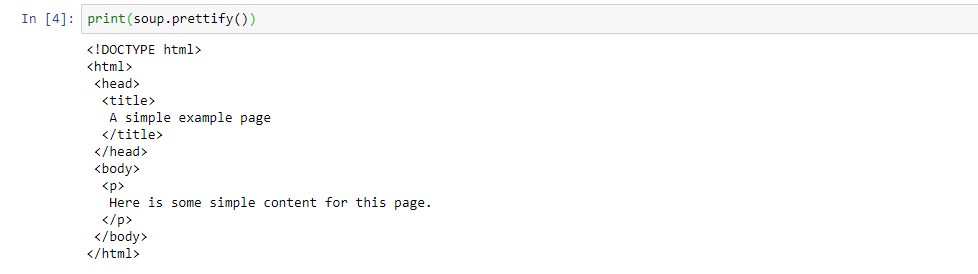 In [4]: print(soup.prettify())
<!DOCTYPE html>
<html>
 <head>
  <title>
   A simple example page
  </title>
 </head>
 <body>
  <p>
   Here is some simple content for this page.
  </p>
 </body>
</html>